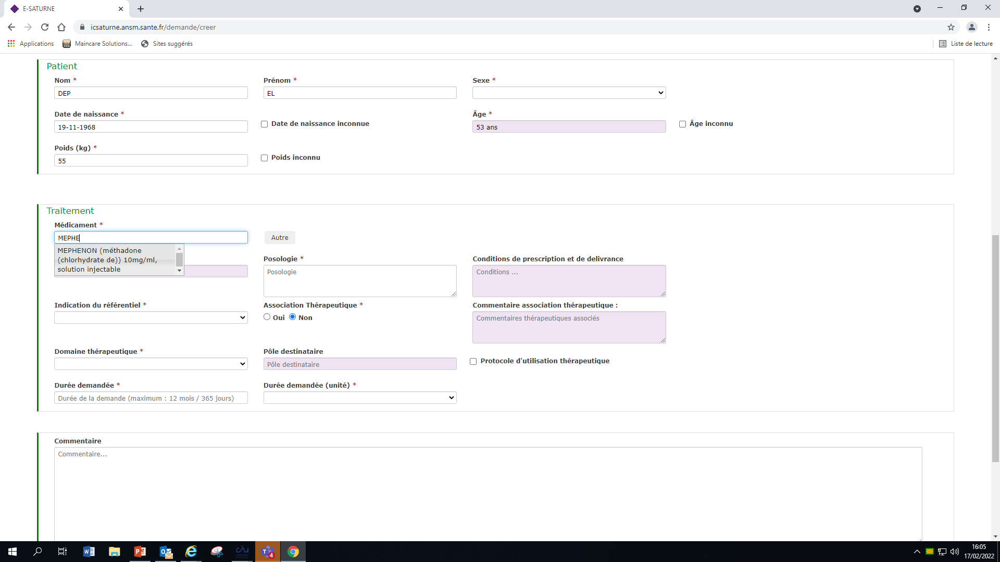 E-SATURNE
icsaturne.ansm.sante.fr/demande/creer
Applications Maincare Solutions... Sites suggérés Liste de lecture
Patient
Nom * Prénom * Sexe *
DEP EL
Date de naissance * Date de naissance inconnue Âge * Âge inconnu
19-11-1968 53 ans
Poids (kg) * Poids inconnu
55
Traitement
Médicament *
MEPHE Autre
MEPHENON (méthadone
(chlorhydrate de)) 10mg/ml,
solution injectable
Posologie * Conditions de prescription et de delivrance
Posologie Conditions ...
Indication du référentiel * Association Thérapeutique * Commentaire association thérapeutique :
Oui Non Commentaires thérapeutiques associés
Domaine thérapeutique * Pôle destinataire Protocole d'utilisation thérapeutique
Pôle destinataire
Durée demandée * Durée demandée (unité) *
Durée de la demande (maximum : 12 mois / 365 jours)
Commentaire
Commentaire...
chu
4
16:05
17/02/2022